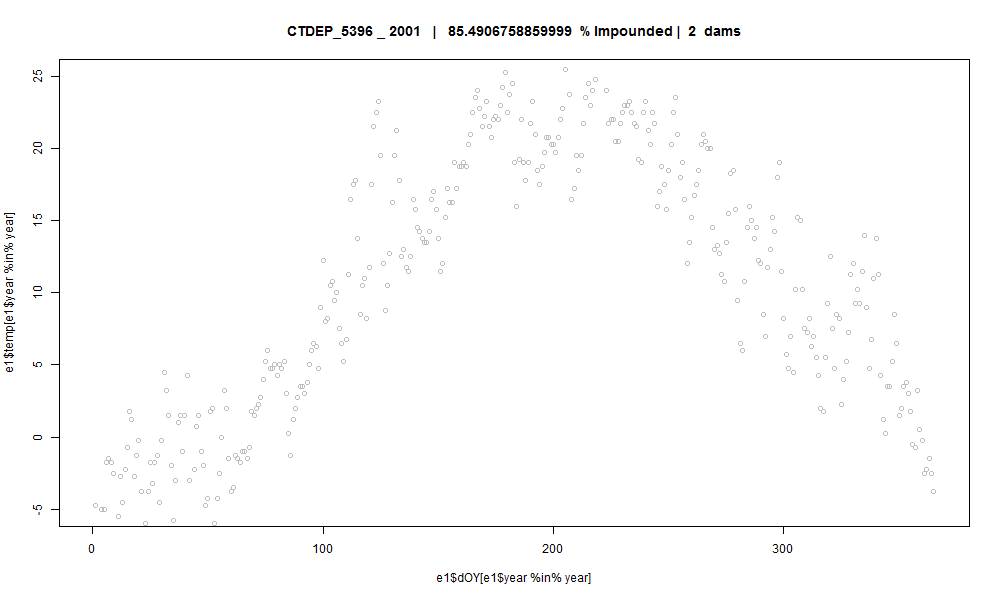 CTDEP_5396 _ 2001 | 85.4906758859999 % Impounded | 2 dams
e1$temp[e1$year %in% year]
25
20
15
10
5
0
-5
0 100 200 300
e1$dOY[e1$year %in% year]